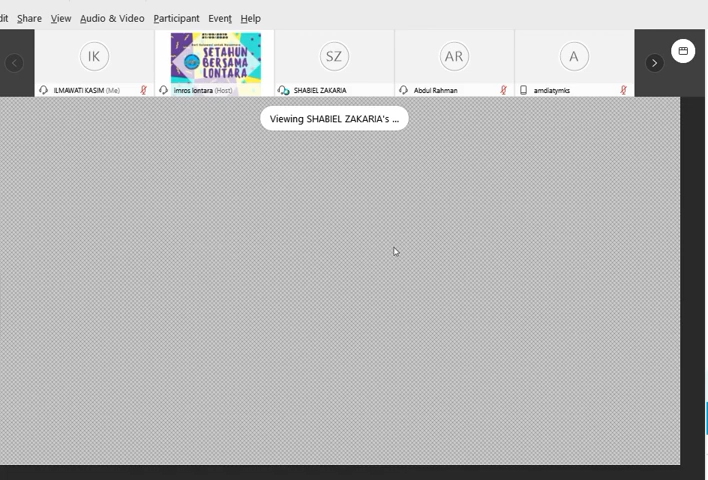 dit Share View Audio & Video Participant Event Help
IK
SETAHUN
BERSAMA
LONTARA
SZ
AR
A
ILMAWATI KASIM (Me)
Imros lontara (Host)
SHABIEL ZAKARIA
Abdul Rahman
amdiatymks
Viewing SHABIEL ZAKARIA's ...